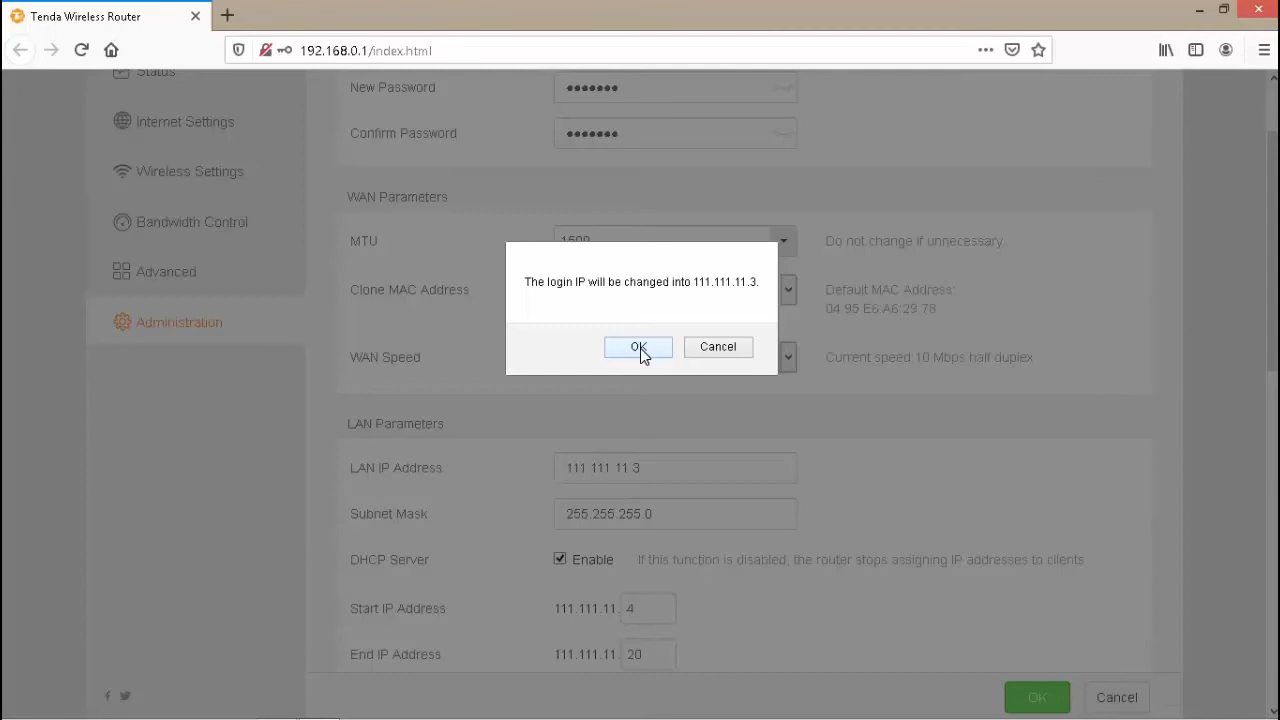 Tenda Wireless Router
192.168.0.1/index.html
Status
Internet Settings
Wireless Settings
Bandwidth Control
Advanced
Administration
New Password
•••••••
Confirm Password
•••••••
WAN Parameters
MTU
1500
Do not change if unnecessary.
Clone MAC Address
Default MAC Address:
04:95:E6:A6:29:78
WAN Speed
Current speed:10 Mbps half duplex
The login IP will be changed into 111.111.11.3.
OK
Cancel
LAN Parameters
LAN IP Address
111.111.11.3
Subnet Mask
255.255.255.0
DHCP Server
Enable
If this function is disabled, the router stops assigning IP addresses to clients
Start IP Address
111.111.11. 4
End IP Address
111.111.11. 20
OK
Cancel